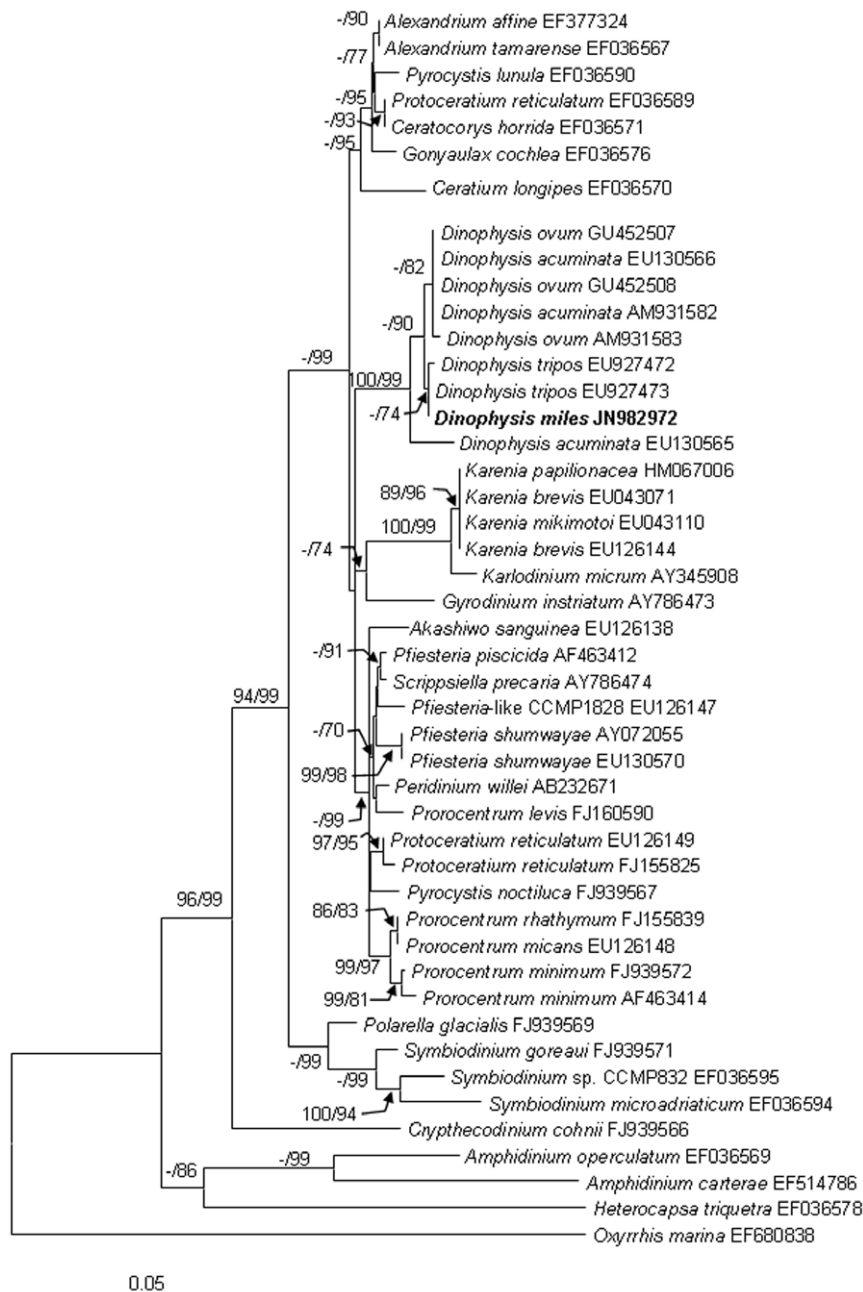 -/90
Alexandrium affine EF377324
Alexandrium tamarense EF036567
-/77
Pyrocystis lunula EF036590
-/95
Protoceratium reticulatum EF036589
-/93
Ceratocorys horrida EF036571
-/95
Gonyaulax cochlea EF036576
Ceratium longipes EF036570
Dinophysis ovum GU452507
Dinophysis acuminata EU130566
-/82
Dinophysis ovum GU452508
Dinophysis acuminata AM931582
-/90
Dinophysis ovum AM931583
-/99
Dinophysis tripos EU927472
100/99
Dinophysis tripos EU927473
-/74
Dinophysis miles JN982972
Dinophysis acuminata EU130565
Karenia papilionacea HM067006
89/96
Karenia brevis EU043071
100/99
Karenia mikimotoi EU043110
-/74
Karenia brevis EU126144
Karlodinium micrum AY345908
Gyrodinium instriatum AY786473
Akashiwo sanguinea EU126138
-/91
Pfiesteria piscicida AF463412
Scrippsiella precaria AY786474
94/99
Pfiesteria-like CCMP1828 EU126147
-/70
Pfiesteria shumwayae AY072055
Pfiesteria shumwayae EU130570
99/98
Peridinium willei AB232671
-/99
Prorocentrum levis FJ160590
97/95
Protoceratium reticulatum EU126149
Protoceratium reticulatum FJ155825
Pyrocystis noctiluca FJ939567
96/99
86/83
Prorocentrum rhathymum FJ155839
Prorocentrum micans EU126148
99/97
Prorocentrum minimum FJ939572
99/81
Prorocentrum minimum AF463414
Polarella glacialis FJ939569
-/99
Symbiodinium goreaui FJ939571
-/99
Symbiodinium sp. CCMP832 EF036595
100/94
Symbiodinium microadriaticum EF036594
Crypthecodinium cohnii FJ939566
-/99
Amphidinium operculatum EF036569
-/86
Amphidinium carterae EF514786
Heterocapsa triquetra EF036578
Oxyrrhis marina EF680838
0.05